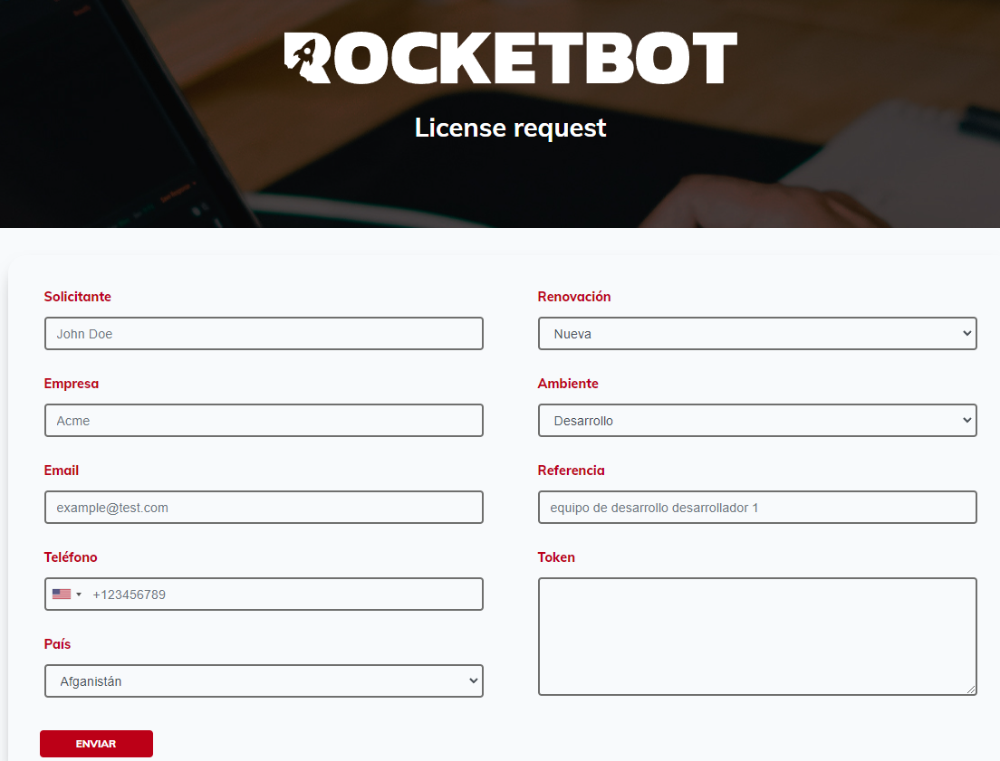 ROCKETBOT
License request
Solicitante
John Doe
Empresa
Acme
Email
example@test.com
Teléfono
+123456789
País
Afganistán
Renovación
Nueva
Ambiente
Desarrollo
Referencia
equipo de desarrollo desarrollador 1
Token
ENVIAR